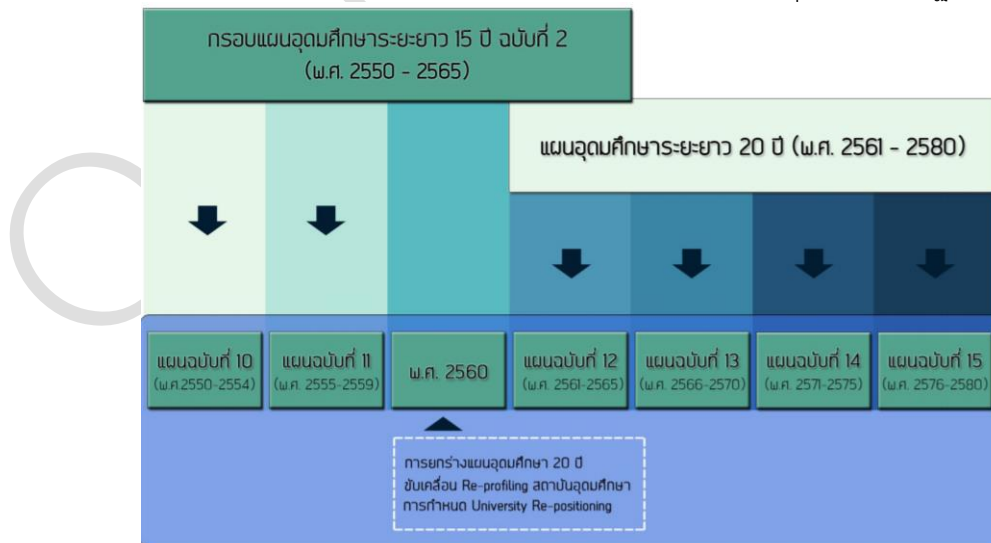 กรอบแผนอุดมศึกษาระยะยาว 15 ปี ฉบับที่ 2
(พ.ศ. 2550 - 2565)
แผนอุดมศึกษาระยะยาว 20 ปี (พ.ศ. 2561 - 2580)
แผนฉบับที่ 10
(พ.ศ.2550-2554)
แผนฉบับที่ 11
(พ.ศ. 2555-2559)
พ.ศ. 2560
แผนฉบับที่ 12
(พ.ศ. 2561-2565)
แผนฉบับที่ 13
(พ.ศ. 2566-2570)
แผนฉบับที่ 14
(พ.ศ. 2571-2575)
แผนฉบับที่ 15
(พ.ศ. 2576-2580)
การยกร่างแผนอุดมศึกษา 20 ปี
ขับเคลื่อน Re-profiling สถาบันอุดมศึกษา
การกำหนด University Re-positioning